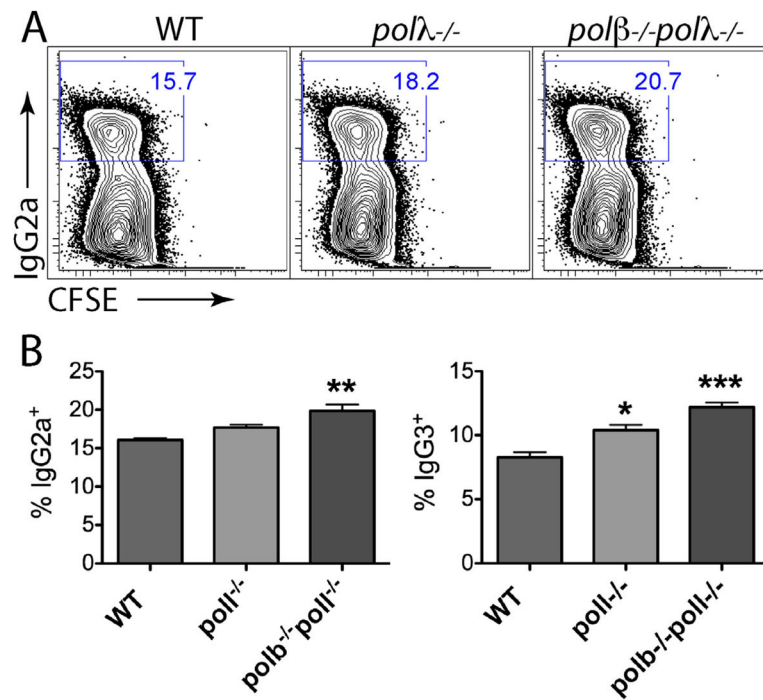 A
WT
polλ-/-
polβ-/-polλ-/-
15.7
18.2
20.7
IgG2a
CFSE
B
25
20
15
10
5
0
% IgG2a⁺
**
WT
poll⁻/⁻
polb⁻/⁻poll⁻/⁻
15
10
5
0
% IgG3⁺
*
***
WT
poll-/-
polb-/-poll-/-